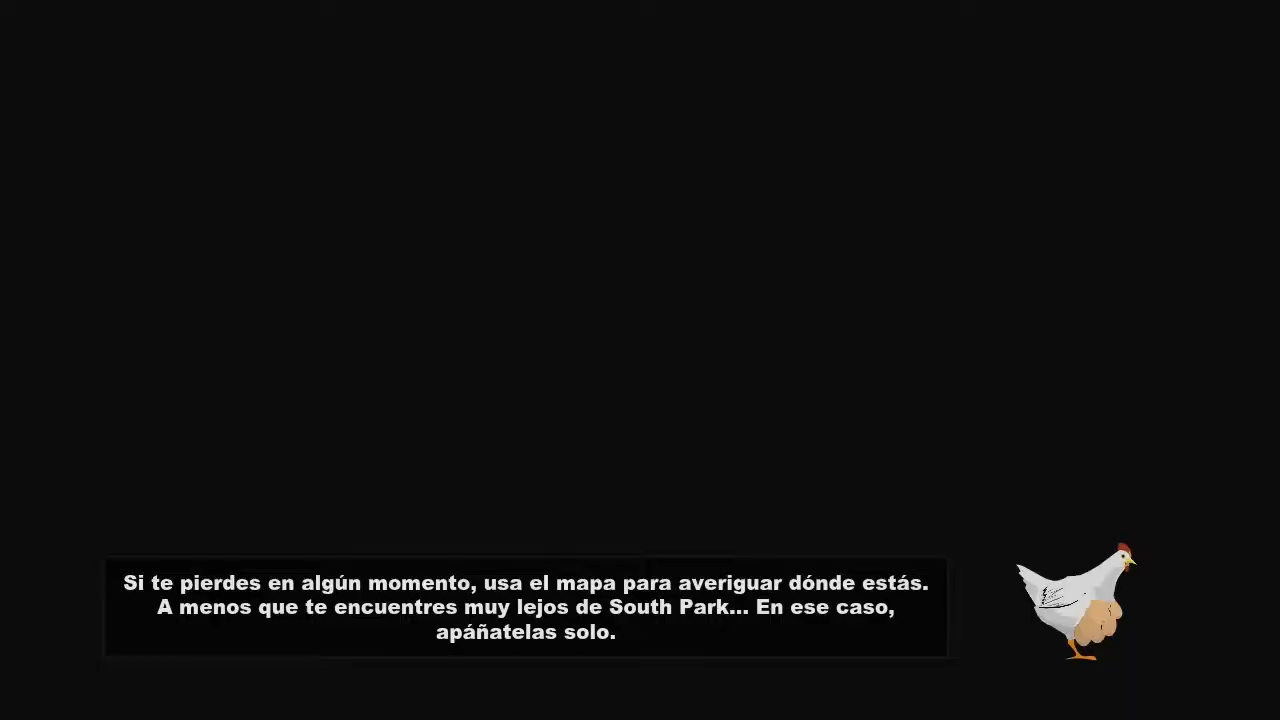 Si te pierdes en algún momento, usa el mapa para averiguar dónde estás.
A menos que te encuentres muy lejos de South Park... En ese caso,
apáñatelas solo.